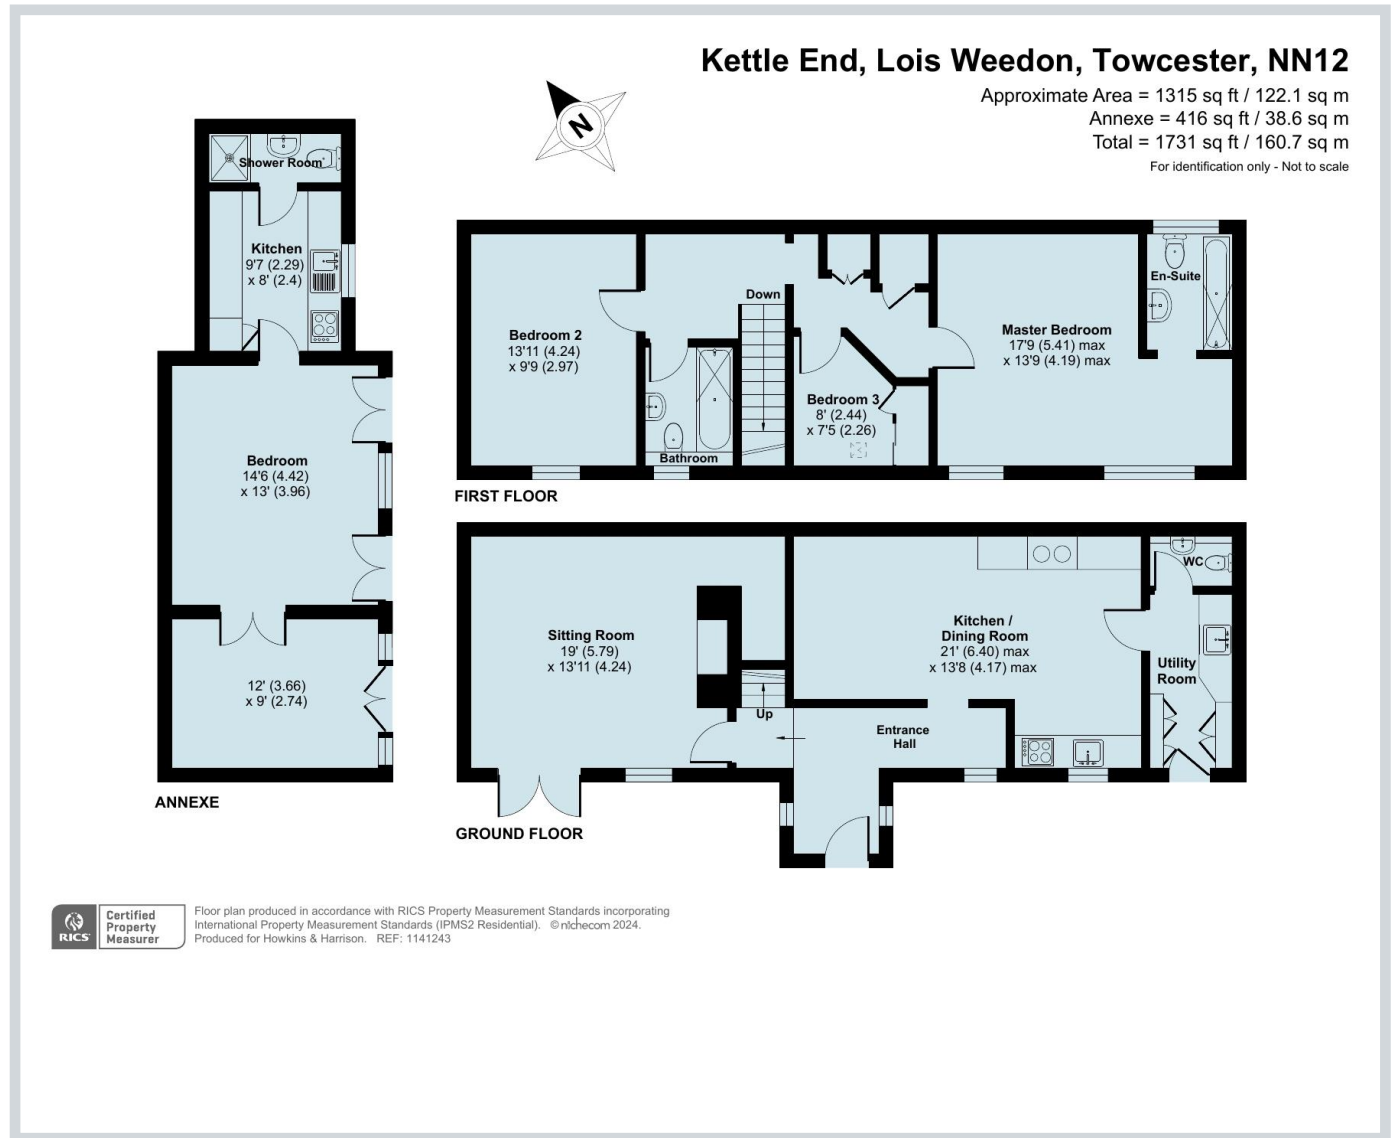 Kettle End, Lois Weedon, Towcester, NN12
Approximate Area = 1315 sq ft / 122.1 sq m
Annexe = 416 sq ft / 38.6 sq m
Total = 1731 sq ft / 160.7 sq m
For identification only - Not to scale
N
Shower Room
Kitchen
9'7 (2.29)
x 8' (2.4)
Bedroom
14'6 (4.42)
x 13' (3.96)
12' (3.66)
x 9' (2.74)
ANNEXE
Bedroom 2
13'11 (4.24)
x 9'9 (2.97)
Down
Bathroom
Bedroom 3
8' (2.44)
x 7'5 (2.26)
Master Bedroom
17'9 (5.41) max
x 13'9 (4.19) max
En-Suite
FIRST FLOOR
Sitting Room
19' (5.79)
x 13'11 (4.24)
Up
Entrance
Hall
Kitchen /
Dining Room
21' (6.40) max
x 13'8 (4.17) max
WC
Utility
Room
GROUND FLOOR
RICS
Certified
Property
Measurer
Floor plan produced in accordance with RICS Property Measurement Standards incorporating
International Property Measurement Standards (IPMS2 Residential). © nichecom 2024.
Produced for Howkins & Harrison. REF: 1141243